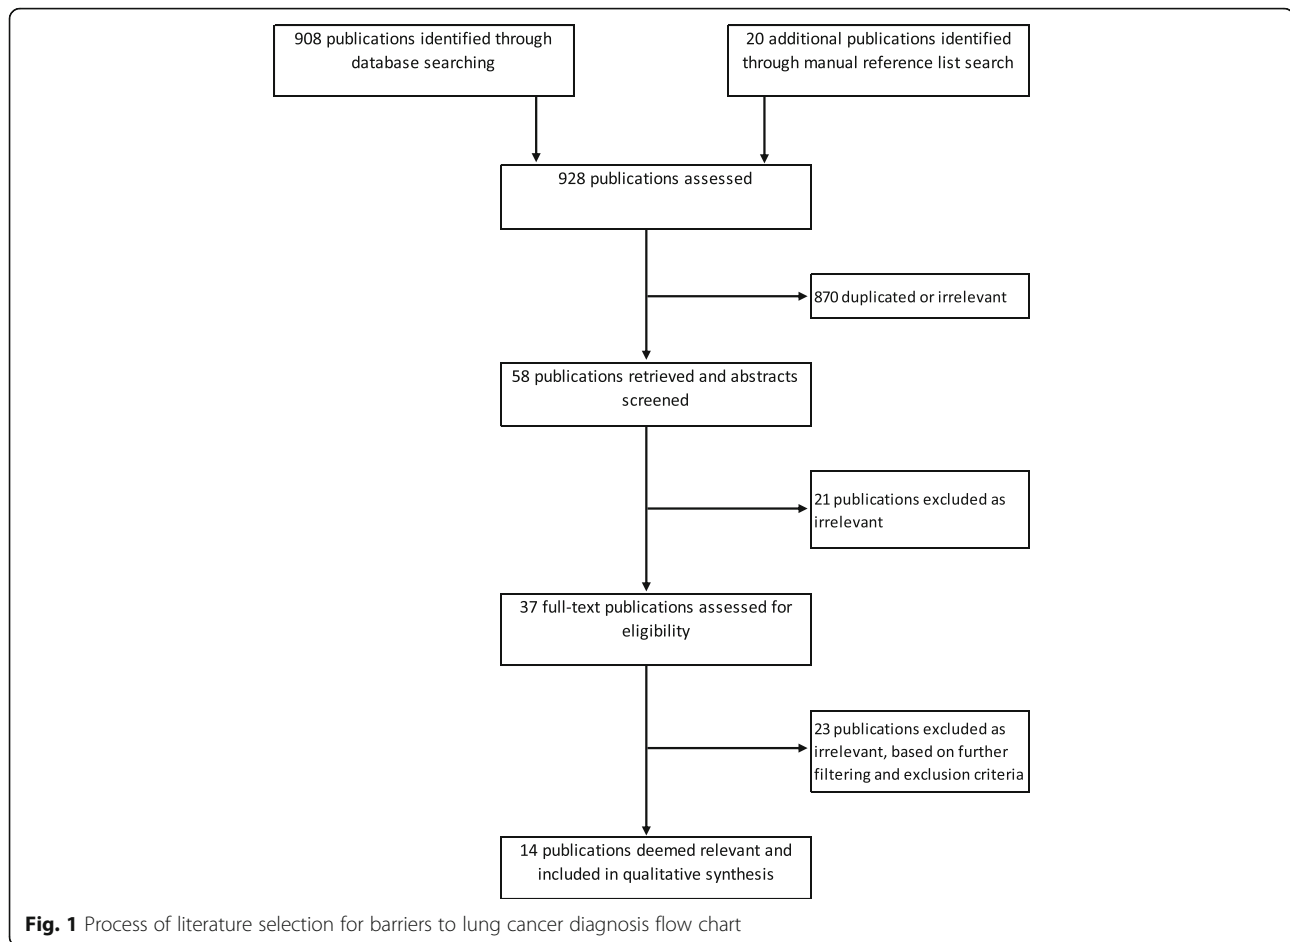 908 publications identified through
database searching
20 additional publications identified
through manual reference list search
928 publications assessed
870 duplicated or irrelevant
58 publications retrieved and abstracts
screened
21 publications excluded as
irrelevant
37 full-text publications assessed for
eligibility
23 publications excluded as
irrelevant, based on further
filtering and exclusion criteria
14 publications deemed relevant and
included in qualitative synthesis
Fig. 1 Process of literature selection for barriers to lung cancer diagnosis flow chart